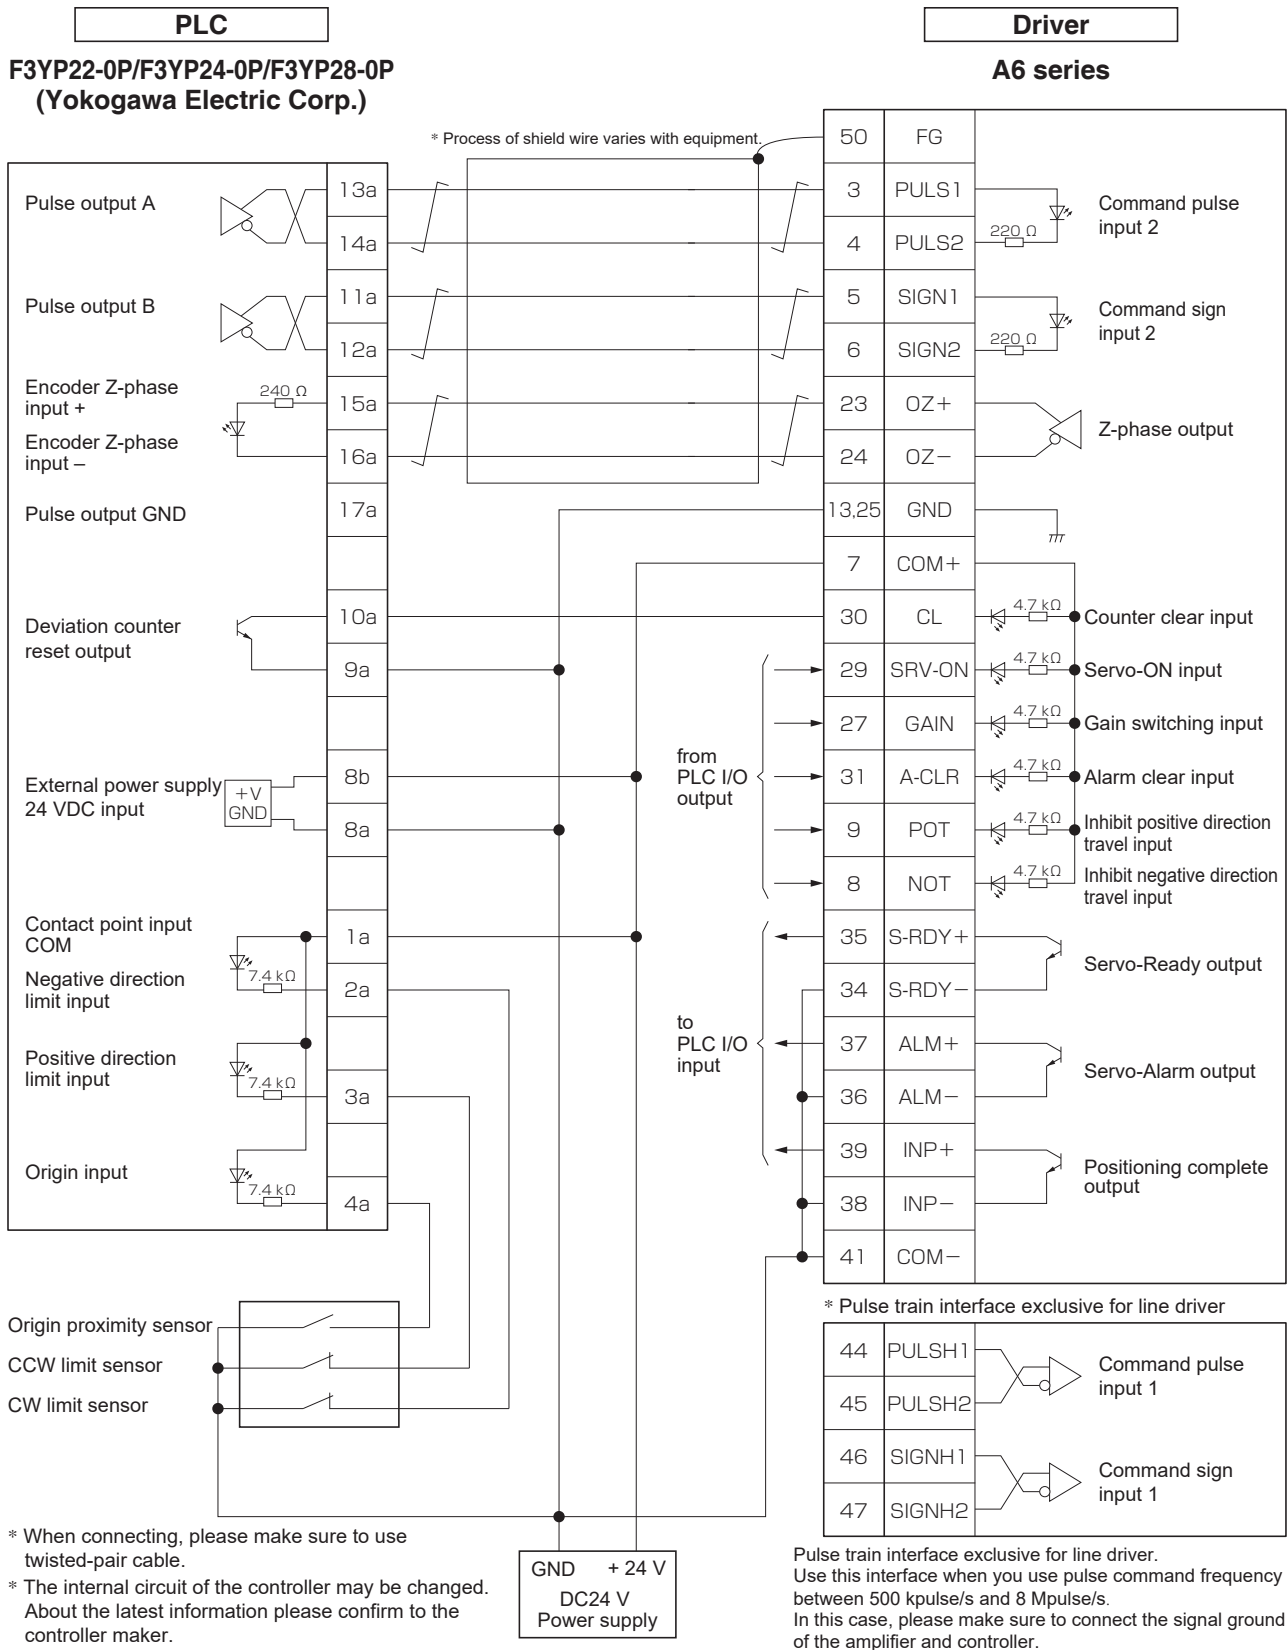 PLC
Driver
F3YP22-0P/F3YP24-0P/F3YP28-0P
(Yokogawa Electric Corp.)
A6 series
* Process of shield wire varies with equipment.
50 FG
Pulse output A
13a
14a
3 PULS1
4 PULS2
220 Ω
Command pulse
input 2
Pulse output B
11a
12a
5 SIGN1
6 SIGN2
220 Ω
Command sign
input 2
Encoder Z-phase
input +
240 Ω
15a
23 OZ+
Encoder Z-phase
input –
16a
24 OZ−
Z-phase output
Pulse output GND
17a
13,25 GND
7 COM+
Deviation counter
reset output
10a
9a
30 CL
4.7 kΩ
Counter clear input
29 SRV-ON
4.7 kΩ
Servo-ON input
27 GAIN
4.7 kΩ
Gain switching input
from
PLC I/O
output
31 A-CLR
4.7 kΩ
Alarm clear input
External power supply
24 VDC input
+V
GND
8b
8a
9 POT
4.7 kΩ
Inhibit positive direction
travel input
8 NOT
4.7 kΩ
Inhibit negative direction
travel input
Contact point input
COM
1a
35 S-RDY+
34 S-RDY−
Servo-Ready output
Negative direction
limit input
7.4 kΩ
2a
to
PLC I/O
input
37 ALM+
36 ALM−
Servo-Alarm output
Positive direction
limit input
7.4 kΩ
3a
39 INP+
38 INP−
Positioning complete
output
Origin input
7.4 kΩ
4a
41 COM−
Origin proximity sensor
CCW limit sensor
CW limit sensor
* Pulse train interface exclusive for line driver
44 PULSH1
45 PULSH2
Command pulse
input 1
46 SIGNH1
47 SIGNH2
Command sign
input 1
* When connecting, please make sure to use
twisted-pair cable.
* The internal circuit of the controller may be changed.
About the latest information please confirm to the
controller maker.
GND + 24 V
DC24 V
Power supply
Pulse train interface exclusive for line driver.
Use this interface when you use pulse command frequency
between 500 kpulse/s and 8 Mpulse/s.
In this case, please make sure to connect the signal ground
of the amplifier and controller.